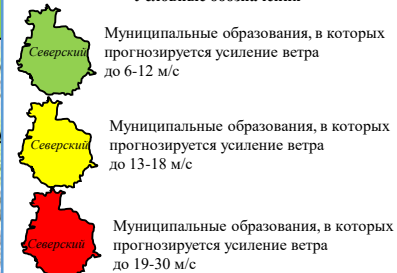 Северский
Муниципальные образования, в которых
прогнозируется усиление ветра
до 6-12 м/с
Северский
Муниципальные образования, в которых
прогнозируется усиление ветра
до 13-18 м/с
Северский
Муниципальные образования, в которых
прогнозируется усиление ветра
до 19-30 м/с